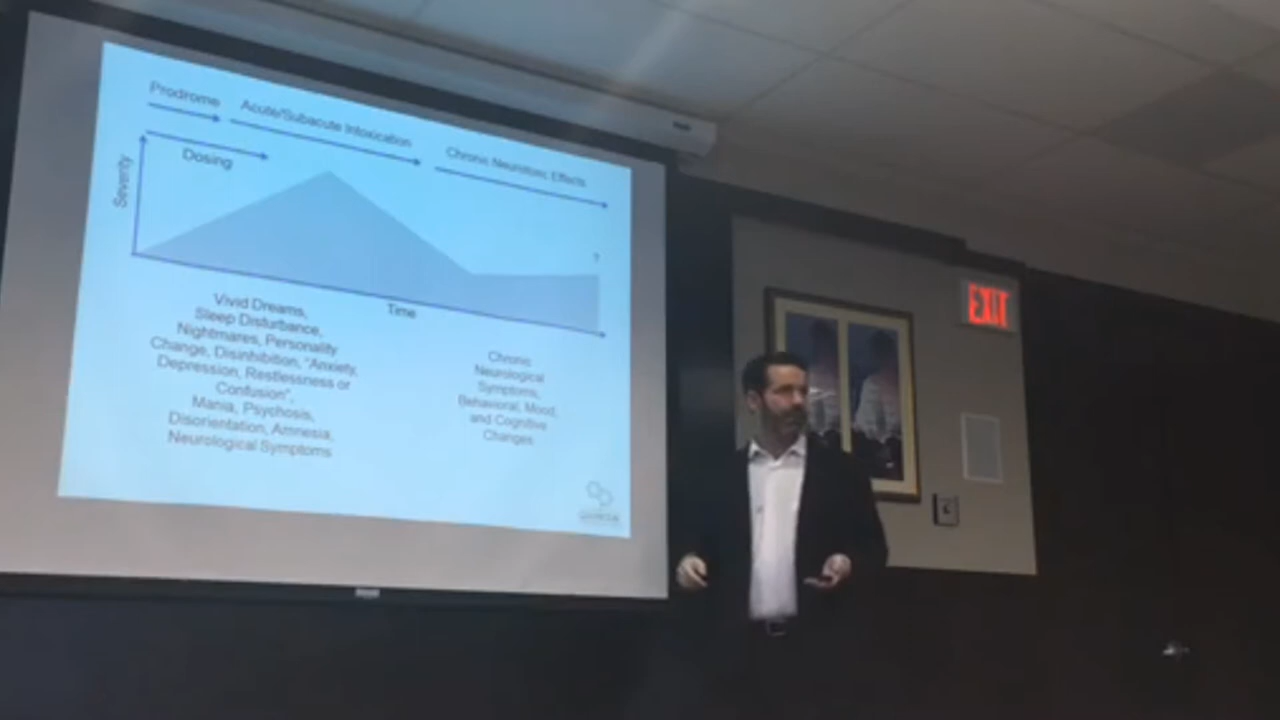 Prodrome
Acute/Subacute Intoxication
Chronic Neurotoxic Effects
Dosing
Severity
?
Time
Vivid Dreams,
Sleep Disturbance,
Nightmares, Personality
Change, Disinhibition, "Anxiety,
Depression, Restlessness or
Confusion",
Mania, Psychosis,
Disorientation, Amnesia,
Neurological Symptoms
Chronic
Neurological
Symptoms,
Behavioral, Mood,
and Cognitive
Changes
EXIT